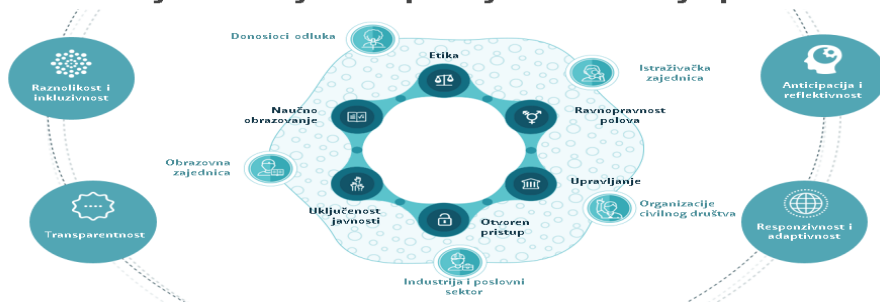 Donosioci odluka
Etika
Istraživačka
zajednica
Raznolikost i
inkluzivnost
Anticipacija i
reflektivnost
Naučno
obrazovanje
Ravnopravnost
polova
Obrazovna
zajednica
Upravljanje
Uključenost
javnosti
Otvoren
pristup
Organizacije
civilnog društva
Transparentnost
Responzivnost i
adaptivnost
Industrija i poslovni
sektor